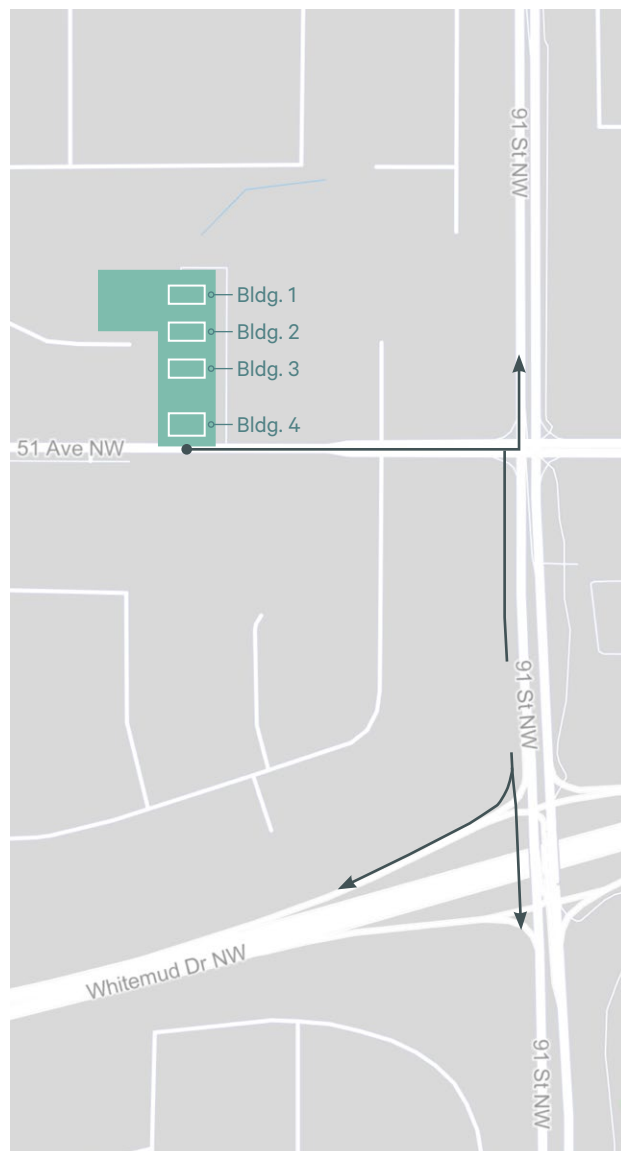 91 St NW
Bldg. 1
Bldg. 2
Bldg. 3
Bldg. 4
51 Ave NW
91 St NW
Whitemud Dr NW
91 St NW